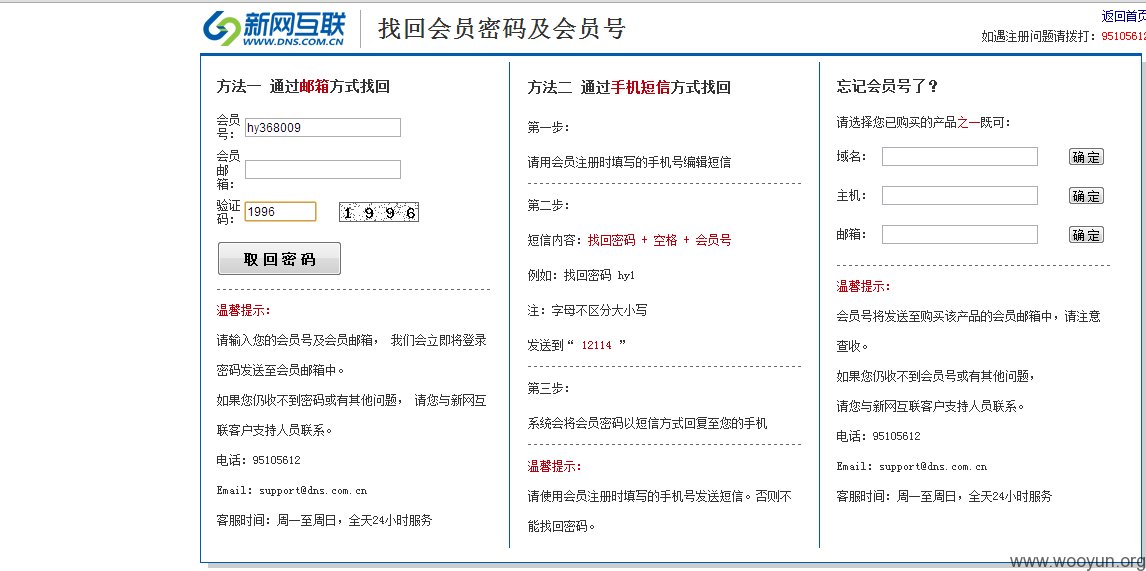 新网互联
WWW.DNS.COM.CN
找回会员密码及会员号
返回首页
如遇注册问题请拨打：95105612
方法一 通过邮箱方式找回
会员
号：
hy368009
会员
邮
箱：
验证
码：
1996
1996
取回密码
温馨提示：
请输入您的会员号及会员邮箱， 我们会立即将登录
密码发送至会员邮箱中。
如果您仍收不到密码或有其他问题， 请您与新网互
联客户支持人员联系。
电话：95105612
Email：support@dns.com.cn
客服时间：周一至周日，全天24小时服务
方法二 通过手机短信方式找回
第一步：
请用会员注册时填写的手机号编辑短信
第二步：
短信内容：找回密码 + 空格 + 会员号
例如：找回密码 hy1
注：字母不区分大小写
发送到“ 12114 ”
第三步：
系统会将会员密码以短信方式回复至您的手机
温馨提示：
请使用会员注册时填写的手机号发送短信。否则不
能找回密码。
忘记会员号了？
请选择您已购买的产品之一既可：
域名：
确定
主机：
确定
邮箱：
确定
温馨提示：
会员号将发送至购买该产品的会员邮箱中，请注意
查收。
如果您仍收不到会员号或有其他问题，
请您与新网互联客户支持人员联系。
电话：95105612
Email：support@dns.com.cn
客服时间：周一至周日，全天24小时服务
www.wooyun.org